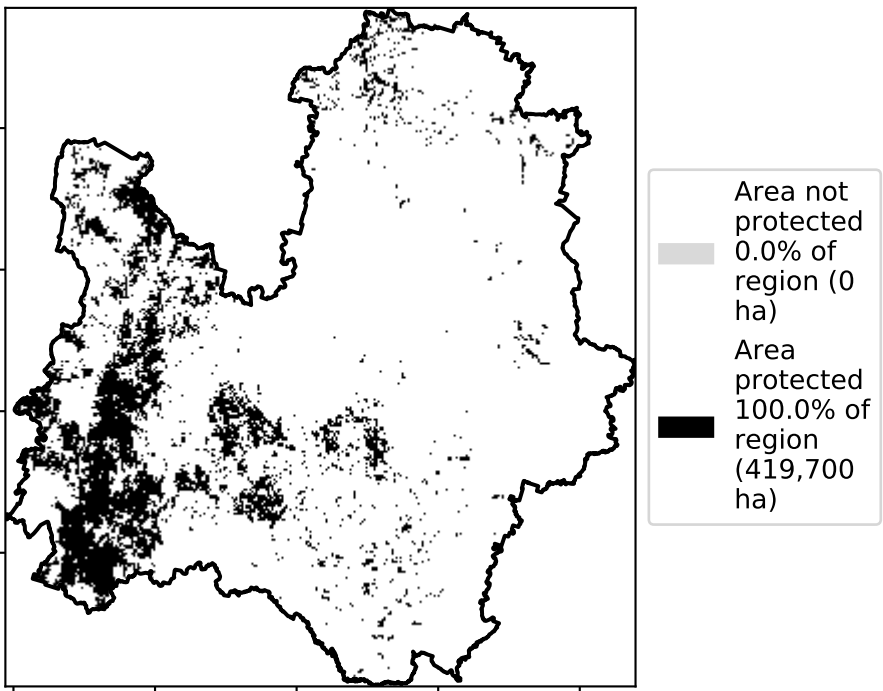 Area not
protected
0.0% of
region (0
ha)
Area
protected
100.0% of
region
(419,700
ha)